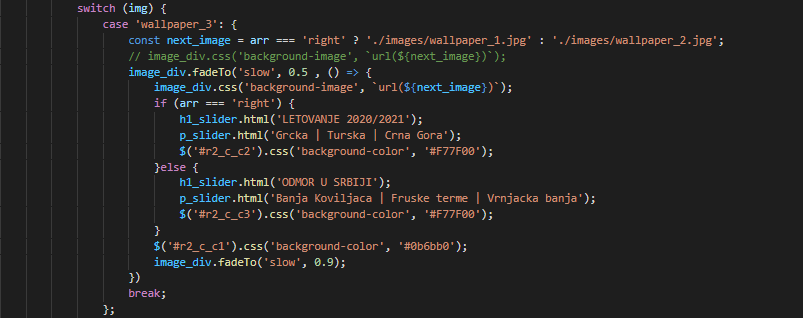 switch (img) {
case 'wallpaper_3': {
const next_image = arr === 'right' ? './images/wallpaper_1.jpg' : './images/wallpaper_2.jpg';
// image_div.css('background-image', `url(${next_image})`);
image_div.fadeTo('slow', 0.5 , () => {
image_div.css('background-image', `url(${next_image})`);
if (arr === 'right') {
h1_slider.html('LETOVANJE 2020/2021');
p_slider.html('Grcka | Turska | Crna Gora');
$('#r2_c_c2').css('background-color', '#F77F00');
}else {
h1_slider.html('ODMOR U SRBIJI');
p_slider.html('Banja Koviljaca | Fruske terme | Vrnjacka banja');
$('#r2_c_c3').css('background-color', '#F77F00');
}
$('#r2_c_c1').css('background-color', '#0b6bb0');
image_div.fadeTo('slow', 0.9);
})
break;
};